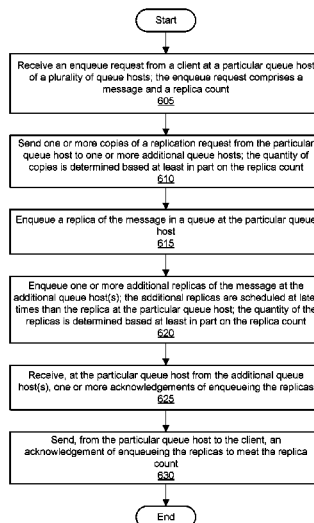 Start
Receive an enqueue request from a client at a particular queue host
of a plurality of queue hosts; the enqueue request comprises a
message and a replica count
605
Send one or more copies of a replication request from the particular
queue host to one or more additional queue hosts; the quantity of
copies is determined based at least in part on the replica count
610
Enqueue a replica of the message in a queue at the particular queue
host
615
Enqueue one or more additional replicas of the message at the
additional queue host(s); the additional replicas are scheduled at later
times than the replica at the particular queue host; the quantity of the
replicas is determined based at least in part on the replica count
620
Receive, at the particular queue host from the additional queue
host(s), one or more acknowledgements of enqueueing the replicas
625
Send, from the particular queue host to the client, an
acknowledgement of enqueueing the replicas to meet the replica
count
630
End